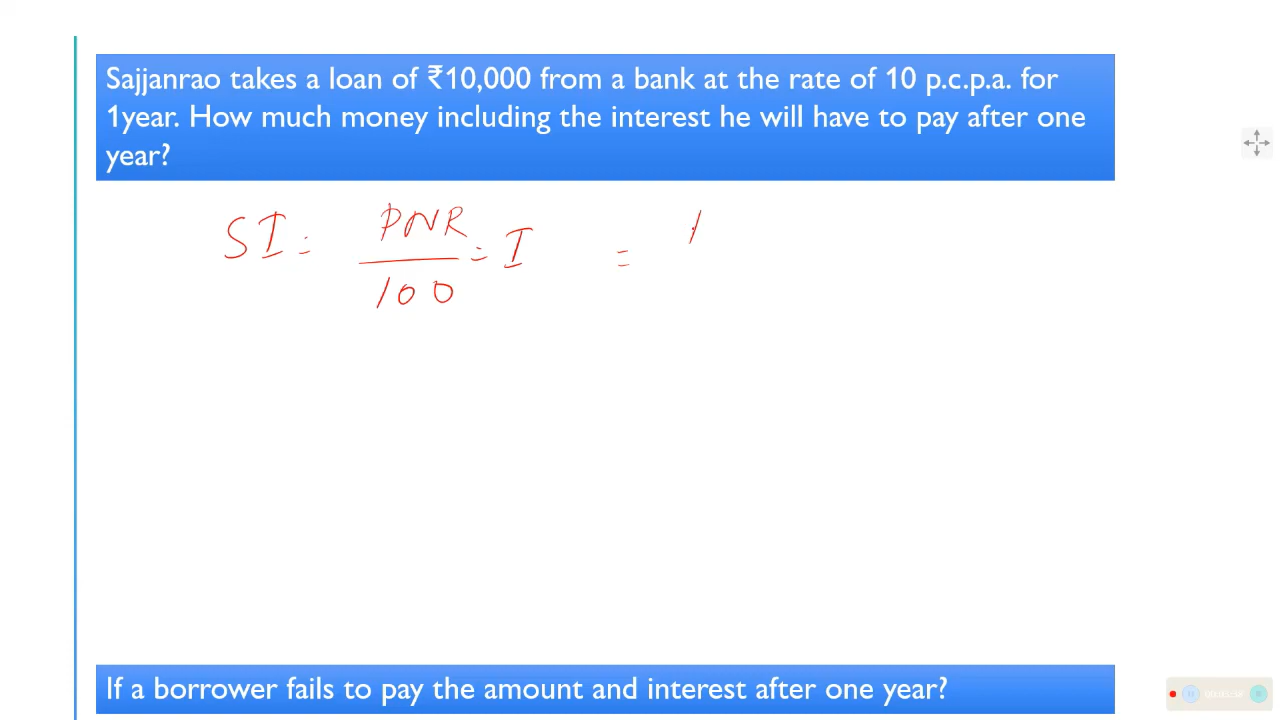 Sajjanrao takes a loan of ₹10,000 from a bank at the rate of 10 p.c.p.a. for
1year. How much money including the interest he will have to pay after one
year?
SI = PNR/100 = I = 1
If a borrower fails to pay the amount and interest after one year?